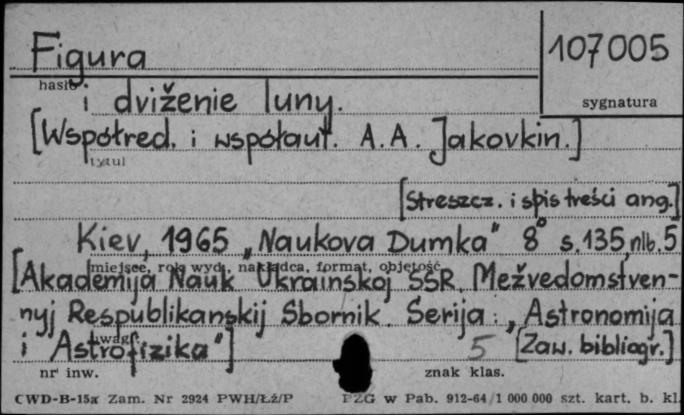 Figura
107005
hasło
i dviženie luny.
sygnatura
[Współred. i współaut. A.A. Jakovkin.]
tytuł
[Streszcz. i spis treści ang.]
Kiev, 1965 „Naukova Dumka" 8° s.135, nlb.5
miejsce, rok wyd., nakładca, format, objętość
[Akademija Nauk Ukrainskoj SSR. Mežvedomstven-
nyj Respublikanskij Sbornik. Serija: „Astronomija
uwagi
i Astrofizika"] 5 [Zaw. bibliogr.]
nr inw. znak klas.
CWD-B-15a Zam. Nr 2924 PWH/Łż/P PZG w Pab. 912-64 1 000 000 szt. kart. b. kl.